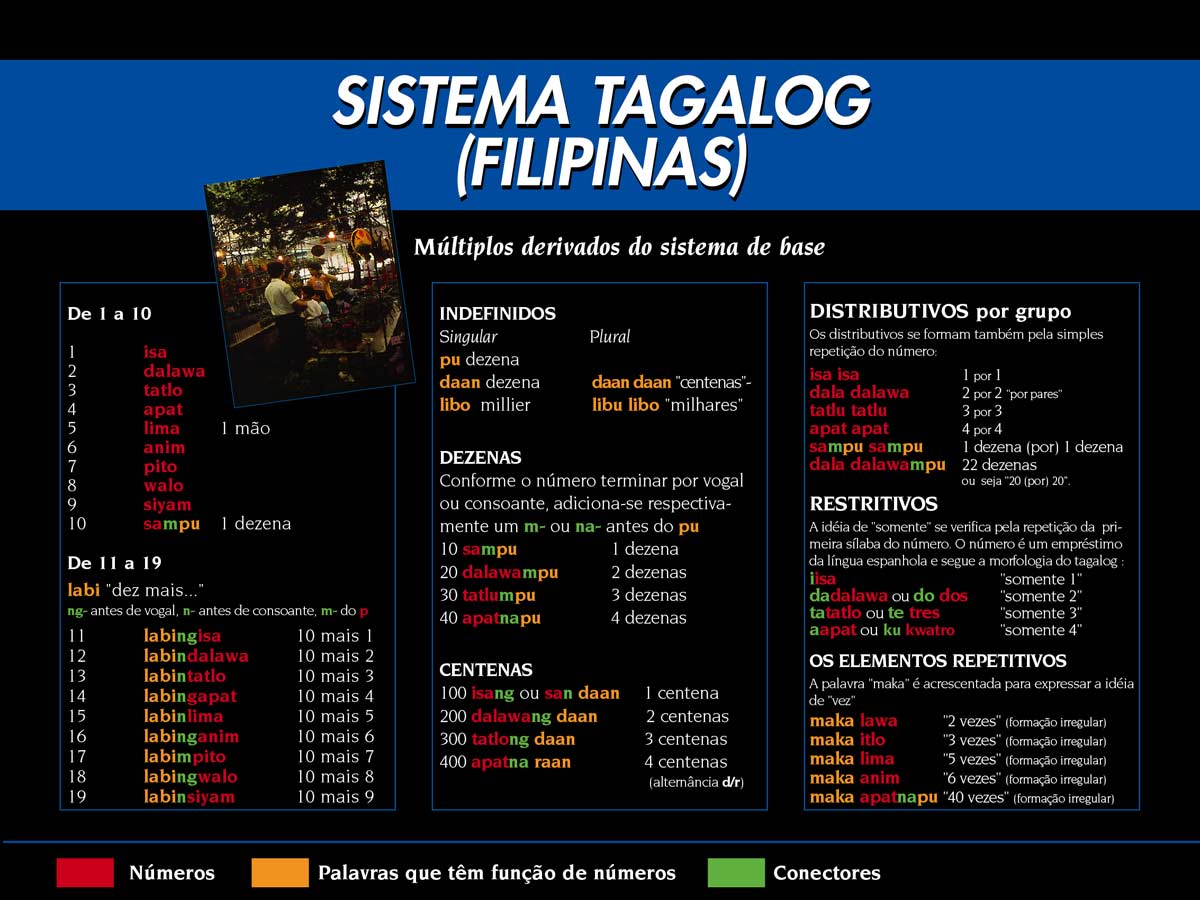 SISTEMA TAGALOG
(FILIPINAS)
Múltiplos derivados do sistema de base
De 1 a 10
1 isa
2 dalawa
3 tatlo
4 apat
5 lima 1 mão
6 anim
7 pito
8 walo
9 siyam
10 sampu 1 dezena
De 11 a 19
labi "dez mais..."
ng- antes de vogal, n- antes de consoante, m- do p
11 labingisa 10 mais 1
12 labindalawa 10 mais 2
13 labintatlo 10 mais 3
14 labingapat 10 mais 4
15 labinlima 10 mais 5
16 labinganim 10 mais 6
17 labimpito 10 mais 7
18 labingwalo 10 mais 8
19 labinsiyam 10 mais 9
INDEFINIDOS
Singular Plural
pu dezena
daan dezena daan daan "centenas"-
libo millier libu libo "milhares"
DEZENAS
Conforme o número terminar por vogal
ou consoante, adiciona-se respectiva-
mente um m- ou na- antes do pu
10 sampu 1 dezena
20 dalawampu 2 dezenas
30 tatlumpu 3 dezenas
40 apatnapu 4 dezenas
CENTENAS
100 isang ou san daan 1 centena
200 dalawang daan 2 centenas
300 tatlong daan 3 centenas
400 apatna raan 4 centenas
(alternância d/r)
DISTRIBUTIVOS por grupo
Os distributivos se formam também pela simples
repetição do número:
isa isa 1 por 1
dala dalawa 2 por 2 "por pares"
tatlu tatlu 3 por 3
apat apat 4 por 4
sampu sampu 1 dezena (por) 1 dezena
dala dalawampu 22 dezenas
ou seja "20 (por) 20".
RESTRITIVOS
A idéia de "somente" se verifica pela repetição da pri-
meira sílaba do número. O número é um empréstimo
da língua espanhola e segue a morfologia do tagalog :
iisa "somente 1"
dadalawa ou do dos "somente 2"
tatatlo ou te tres "somente 3"
aapat ou ku kwatro "somente 4"
OS ELEMENTOS REPETITIVOS
A palavra "maka" é acrescentada para expressar a idéia
de "vez"
maka lawa "2 vezes" (formação irregular)
maka itlo "3 vezes" (formação irregular)
maka lima "5 vezes" (formação irregular)
maka anim "6 vezes" (formação irregular)
maka apatnapu "40 vezes" (formação irregular)
Números Palavras que têm função de números Conectores